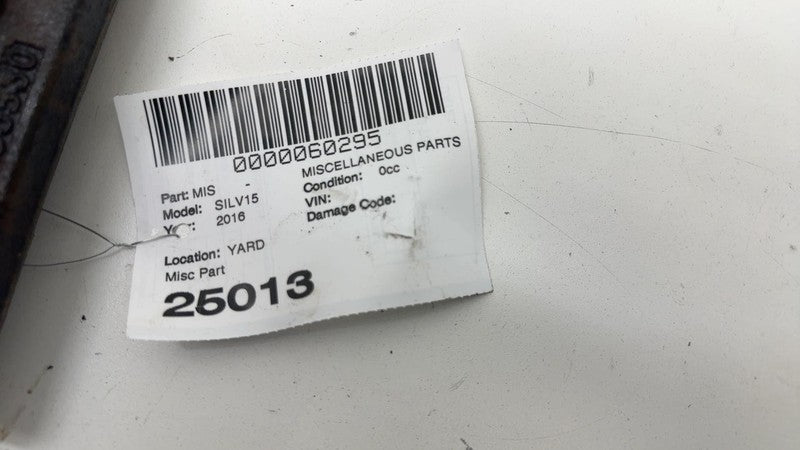 0000060295
MISCELLANEOUS PARTS
Part: MIS -
Condition: 0cc
Model: SILV15
VIN:
2016
Damage Code:
Location: YARD
Misc Part
25013